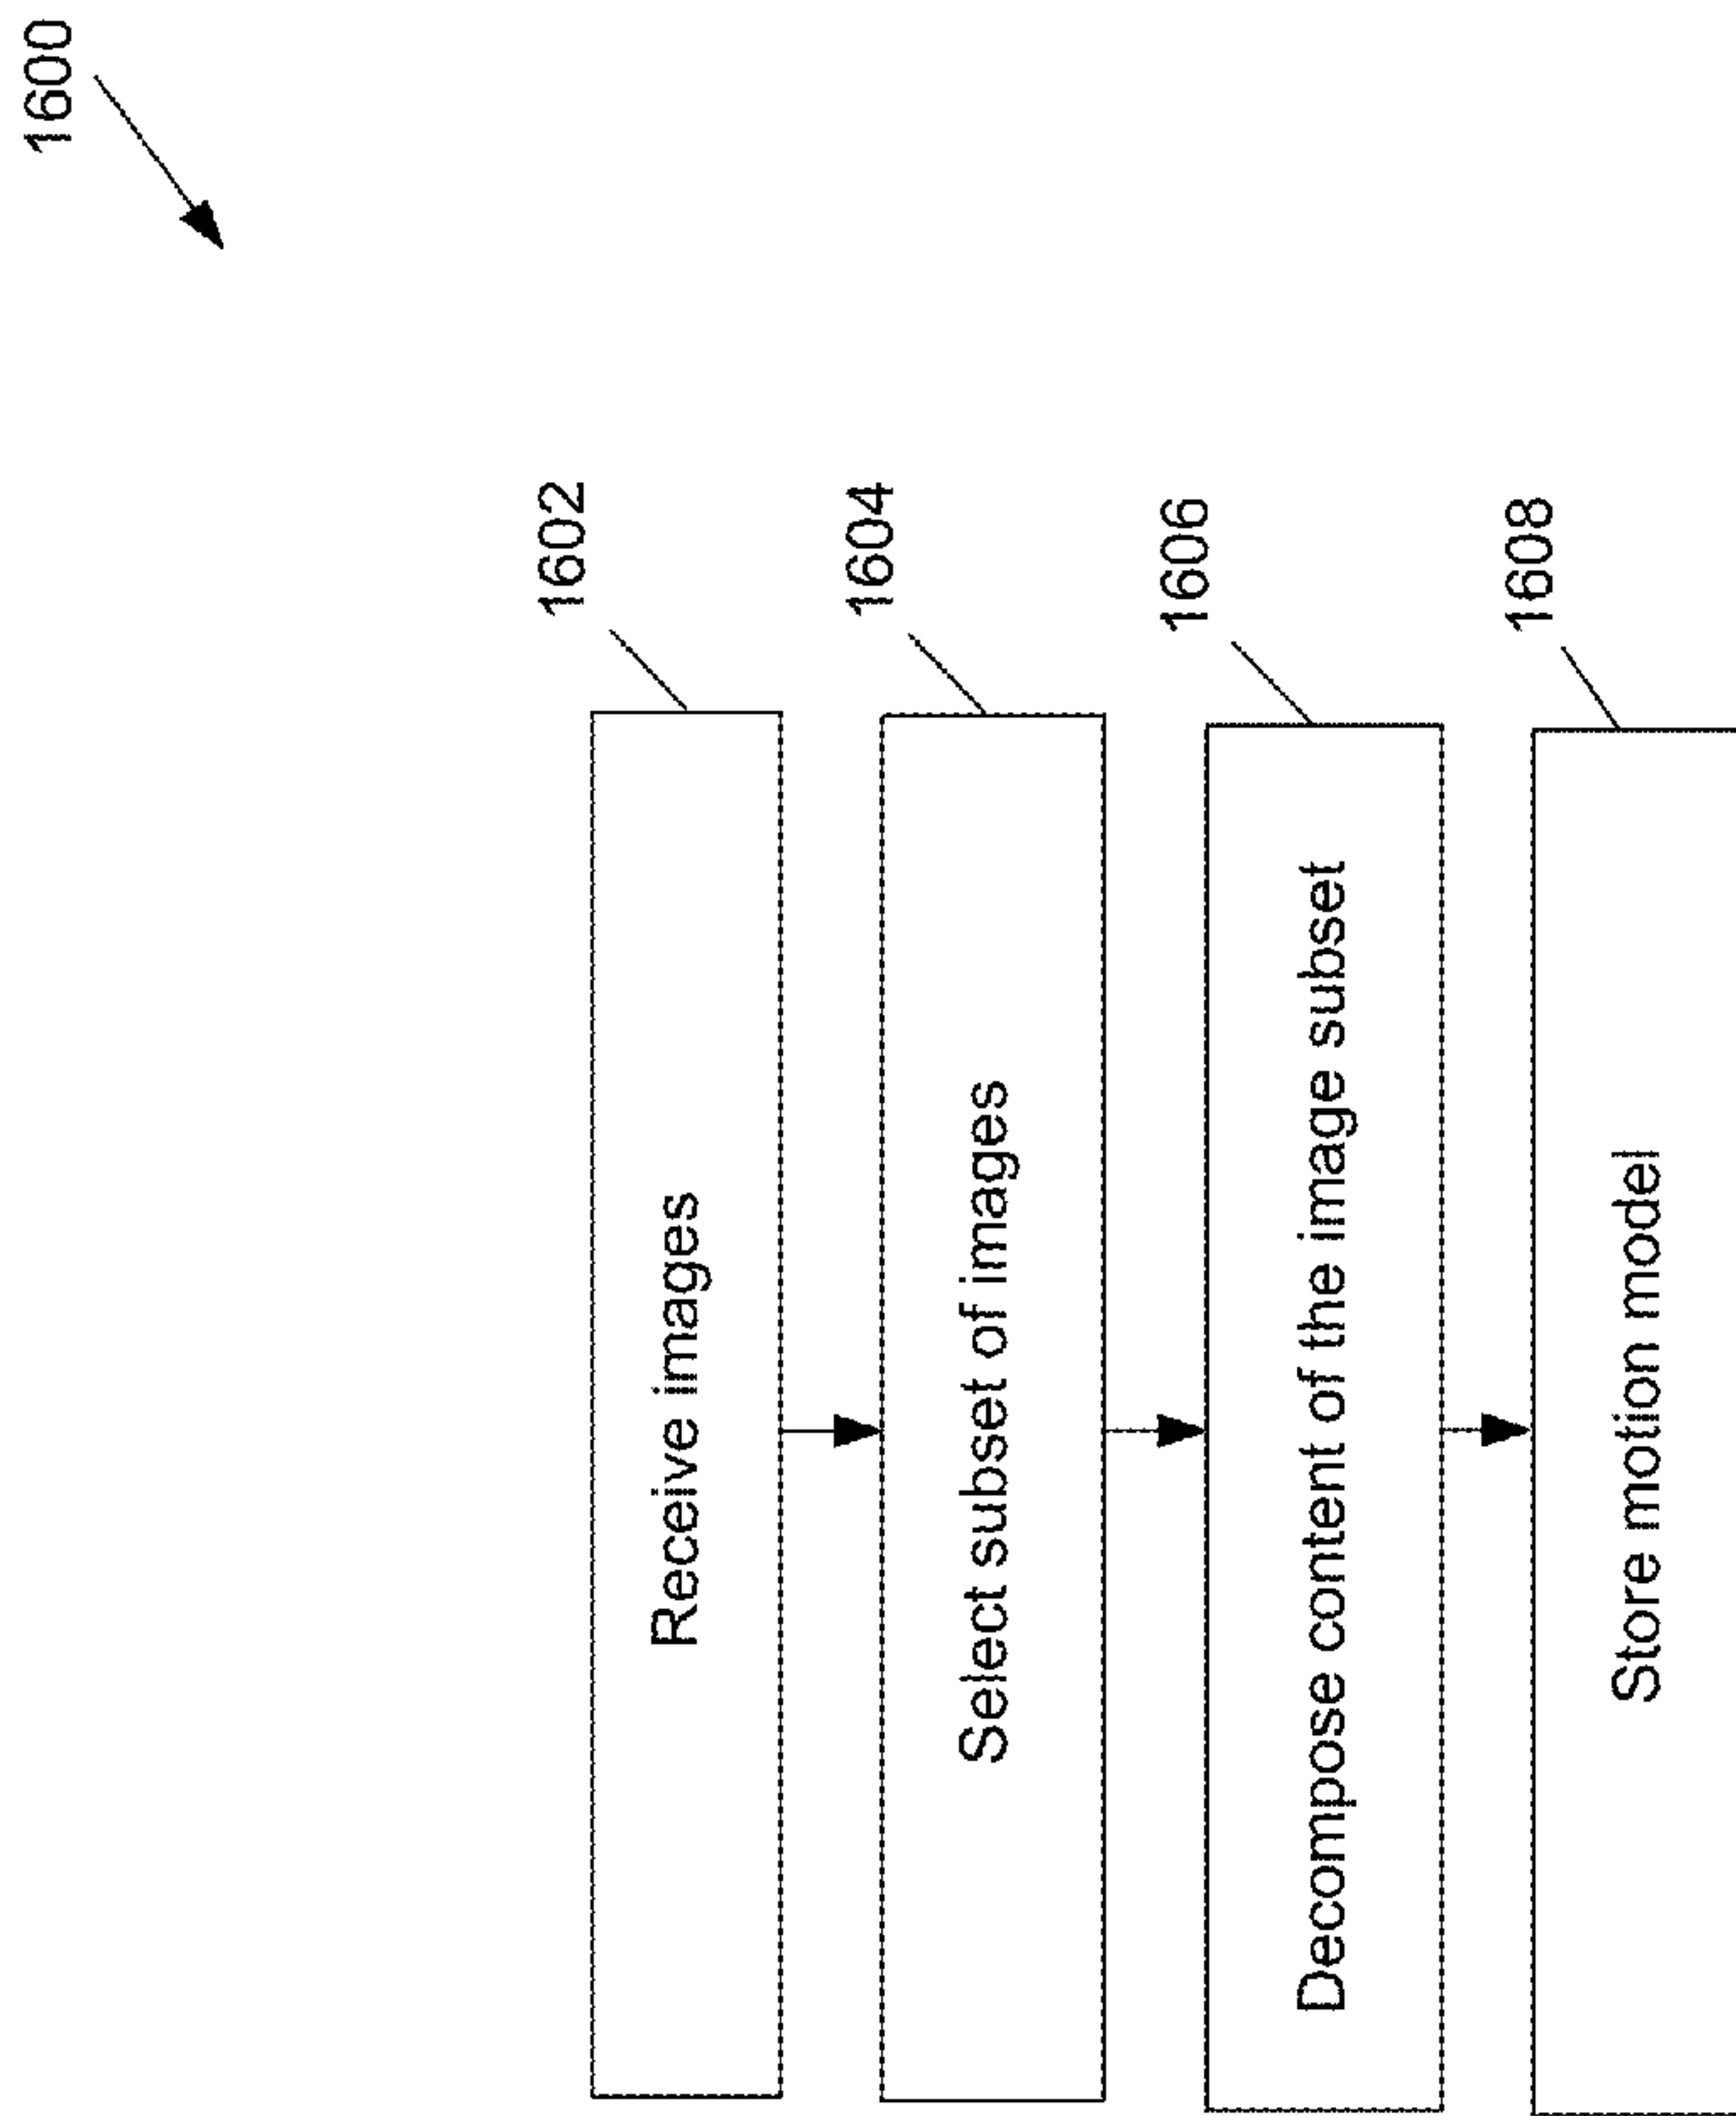 1600
1602
Receive images
1604
Select subset of images
1606
Decompose content of the image subset
1608
Store motion model